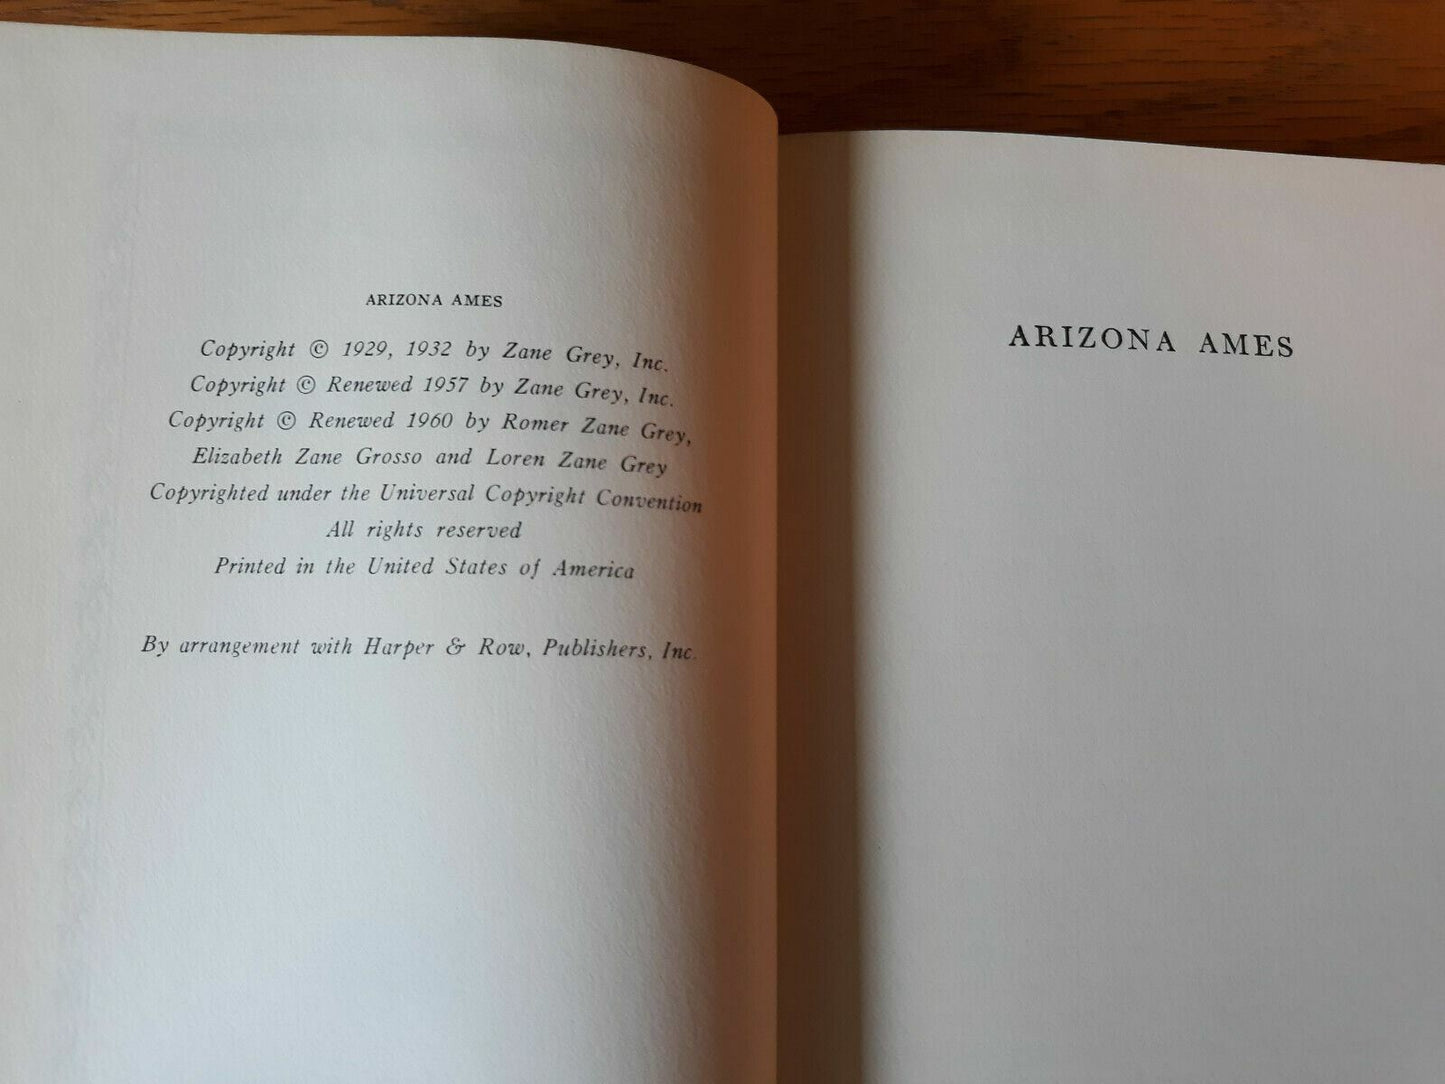 ARIZONA AMES
Copyright © 1929, 1932 by Zane Grey, Inc.
Copyright © Renewed 1957 by Zane Grey, Inc.
Copyright © Renewed 1960 by Romer Zane Grey,
Elizabeth Zane Grosso and Loren Zane Grey
Copyrighted under the Universal Copyright Convention
All rights reserved
Printed in the United States of America
By arrangement with Harper & Row, Publishers, Inc.
ARIZONA AMES